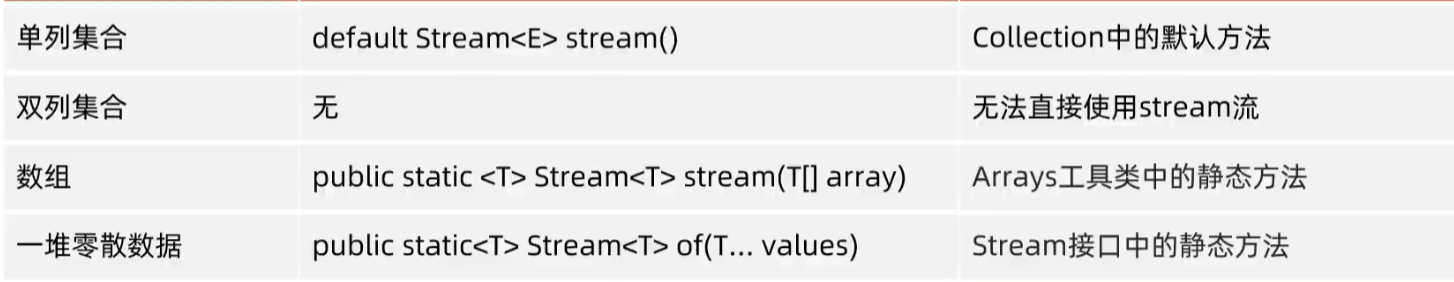 单列集合 default Stream<E> stream() Collection中的默认方法
双列集合 无 无法直接使用stream流
数组 public static <T> Stream<T> stream(T[] array) Arrays工具类中的静态方法
一堆零散数据 public static<T> Stream<T> of(T... values) Stream接口中的静态方法